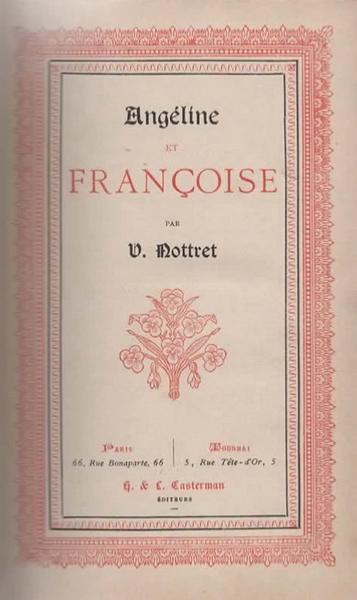 Angéline
ET
FRANÇOISE
PAR
V. Nottret
Paris | Tournai
66, Rue Bonaparte, 66 | 5, Rue Tête-d'Or, 5
H. & L. Casterman
ÉDITEURS